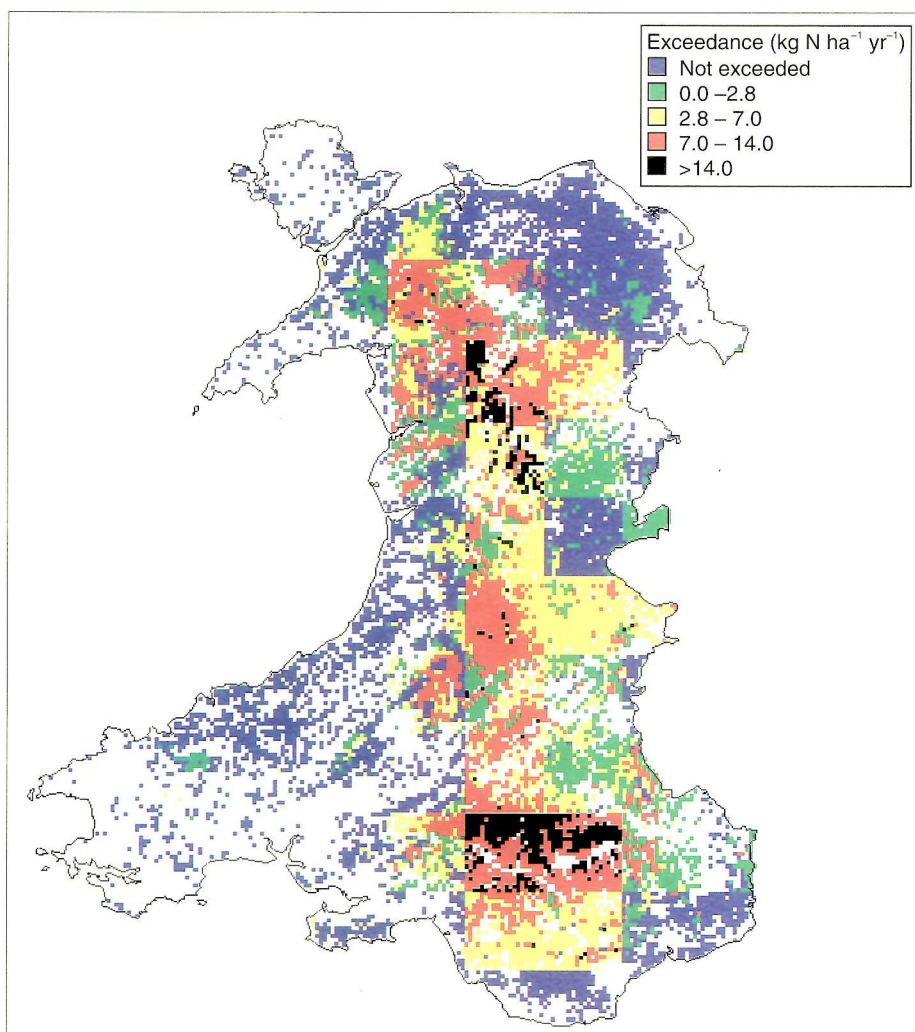 Exceedance (kg N ha⁻¹ yr⁻¹)
Not exceeded
0.0 –2.8
2.8 – 7.0
7.0 – 14.0
>14.0